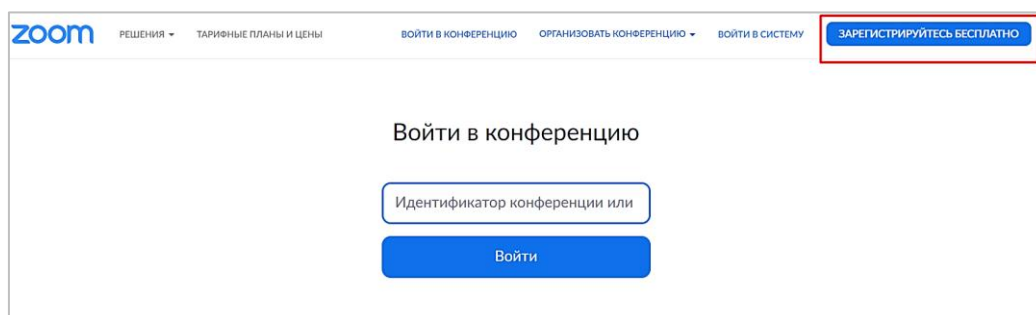 zoom РЕШЕНИЯ ТАРИФНЫЕ ПЛАНЫ И ЦЕНЫ ВОЙТИ В КОНФЕРЕНЦИЮ ОРГАНИЗОВАТЬ КОНФЕРЕНЦИЮ ВОЙТИ В СИСТЕМУ ЗАРЕГИСТРИРУЙТЕСЬ БЕСПЛАТНО
Войти в конференцию
Идентификатор конференции или
Войти